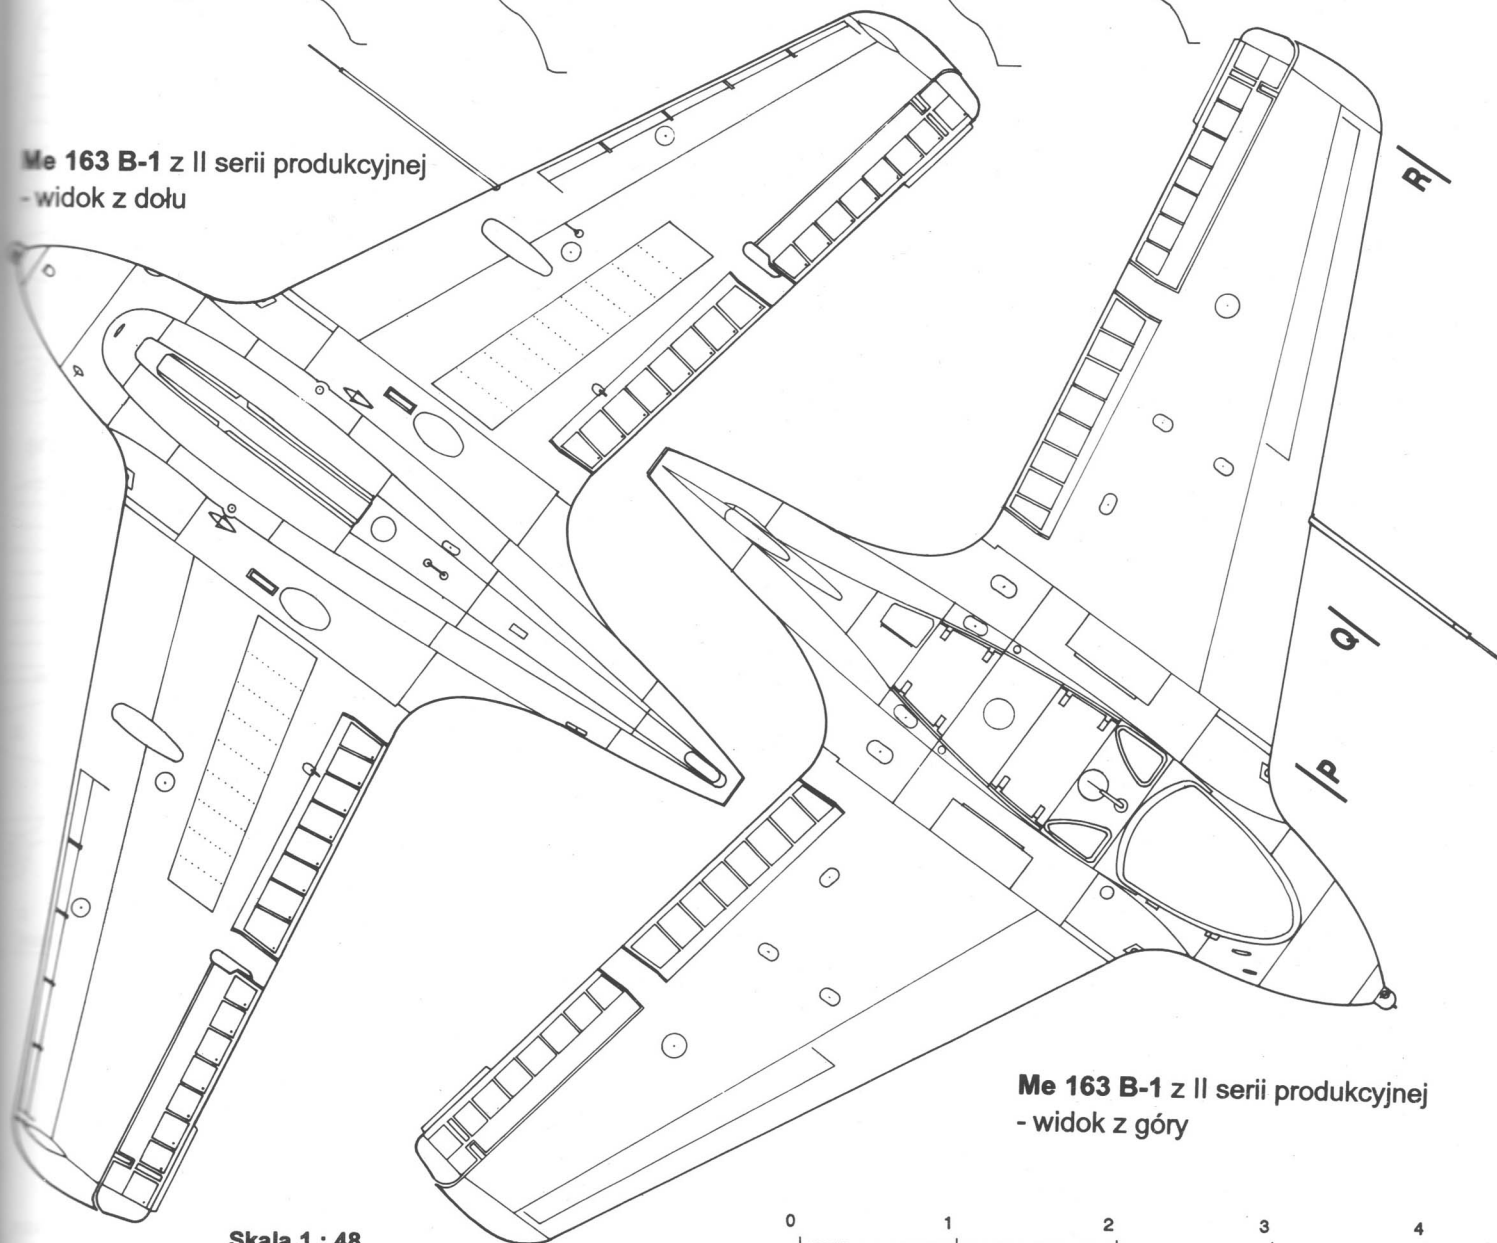 Me 163 B-1 z II serii produkcyjnej
- widok z dołu
R
Q
P
Me 163 B-1 z II serii produkcyjnej
- widok z góry
Skala 1 : 48
0 1 2 3 4